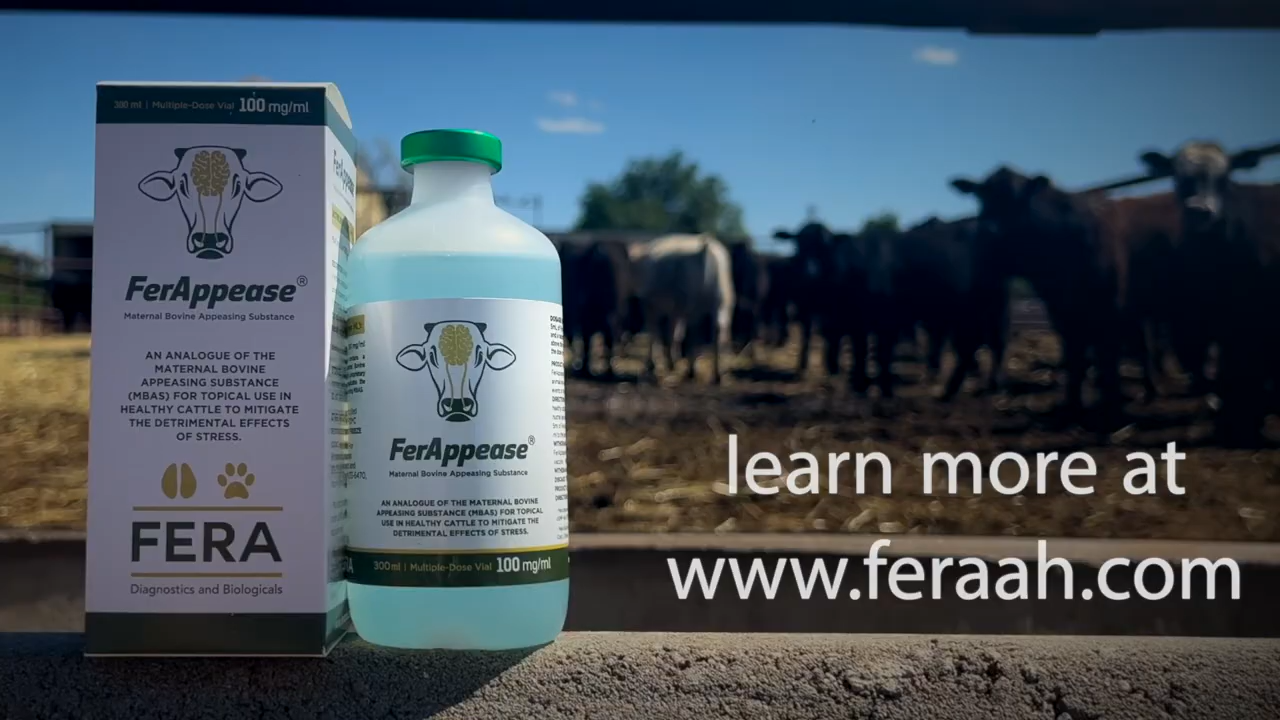 300 ml | Multiple-Dose Vial 100 mg/ml
FerAppease®
Maternal Bovine Appeasing Substance
AN ANALOGUE OF THE
MATERNAL BOVINE
APPEASING SUBSTANCE
(MBAS) FOR TOPICAL USE IN
HEALTHY CATTLE TO MITIGATE
THE DETRIMENTAL EFFECTS
OF STRESS.
FERA
Diagnostics and Biologicals
FerAppease®
Maternal Bovine Appeasing Substance
AN ANALOGUE OF THE MATERNAL BOVINE
APPEASING SUBSTANCE (MBAS) FOR TOPICAL
USE IN HEALTHY CATTLE TO MITIGATE THE
DETRIMENTAL EFFECTS OF STRESS.
300ml | Multiple-Dose Vial 100 mg/ml
learn more at
www.feraah.com